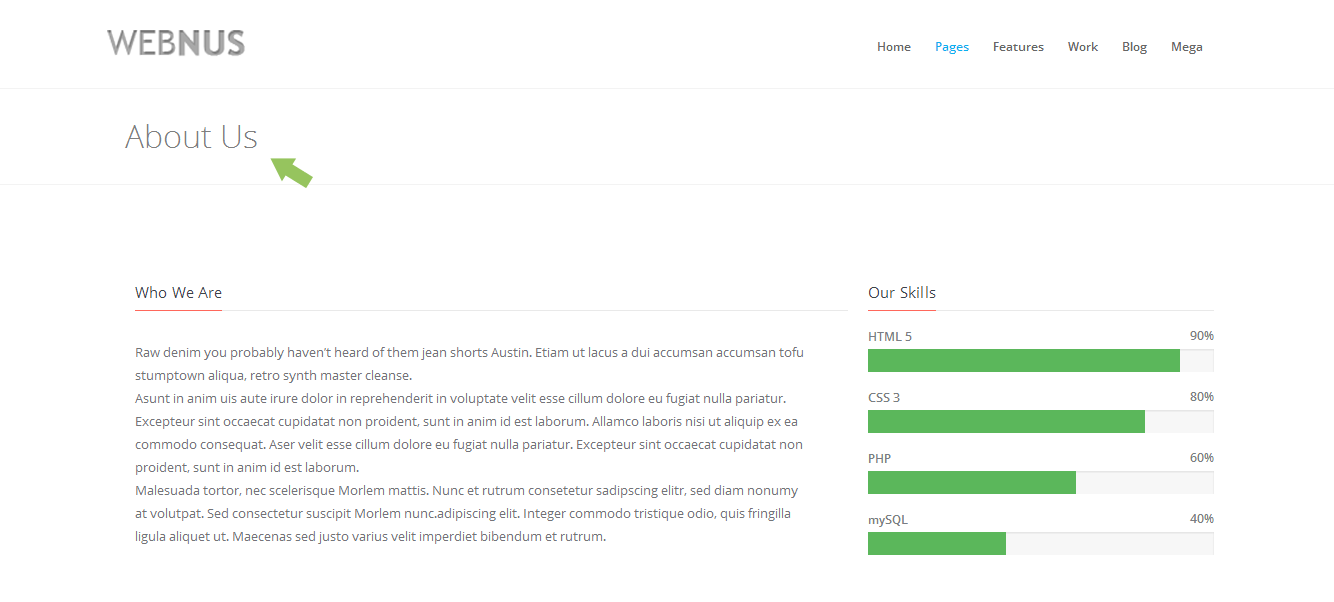 WEBNUS
Home Pages Features Work Blog Mega
About Us
Who We Are
Raw denim you probably haven’t heard of them jean shorts Austin. Etiam ut lacus a dui accumsan accumsan tofu
stumptown aliqua, retro synth master cleanse.
Asunt in anim uis aute irure dolor in reprehenderit in voluptate velit esse cillum dolore eu fugiat nulla pariatur.
Excepteur sint occaecat cupidatat non proident, sunt in anim id est laborum. Allamco laboris nisi ut aliquip ex ea
commodo consequat. Aser velit esse cillum dolore eu fugiat nulla pariatur. Excepteur sint occaecat cupidatat non
proident, sunt in anim id est laborum.
Malesuada tortor, nec scelerisque Morlem mattis. Nunc et rutrum consetetur sadipscing elitr, sed diam nonumy
at volutpat. Sed consectetur suscipit Morlem nunc.adipiscing elit. Integer commodo tristique odio, quis fringilla
ligula aliquet ut. Maecenas sed justo varius velit imperdiet bibendum et rutrum.
Our Skills
HTML 5 90%
CSS 3 80%
PHP 60%
mySQL 40%